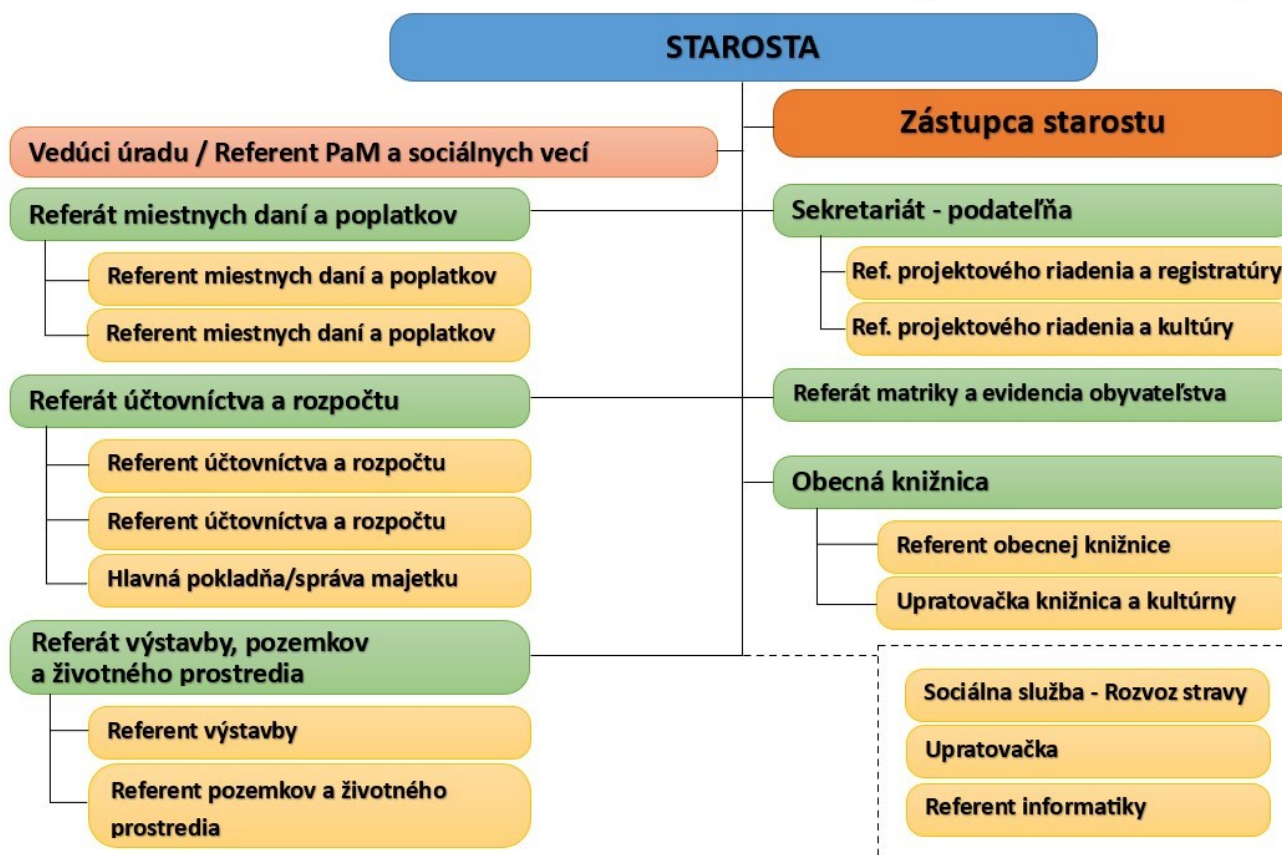 STAROSTA
Zástupca starostu
Vedúci úradu / Referent PaM a sociálnych vecí
Referát miestnych daní a poplatkov
Referent miestnych daní a poplatkov
Referent miestnych daní a poplatkov
Referát účtovníctva a rozpočtu
Referent účtovníctva a rozpočtu
Referent účtovníctva a rozpočtu
Hlavná pokladňa/správa majetku
Referát výstavby, pozemkov
a životného prostredia
Referent výstavby
Referent pozemkov a životného
prostredia
Sekretariát - podateľňa
Ref. projektového riadenia a registratúry
Ref. projektového riadenia a kultúry
Referát matriky a evidencia obyvateľstva
Obecná knižnica
Referent obecnej knižnice
Upratovačka knižnica a kultúrny
Sociálna služba - Rozvoz stravy
Upratovačka
Referent informatiky